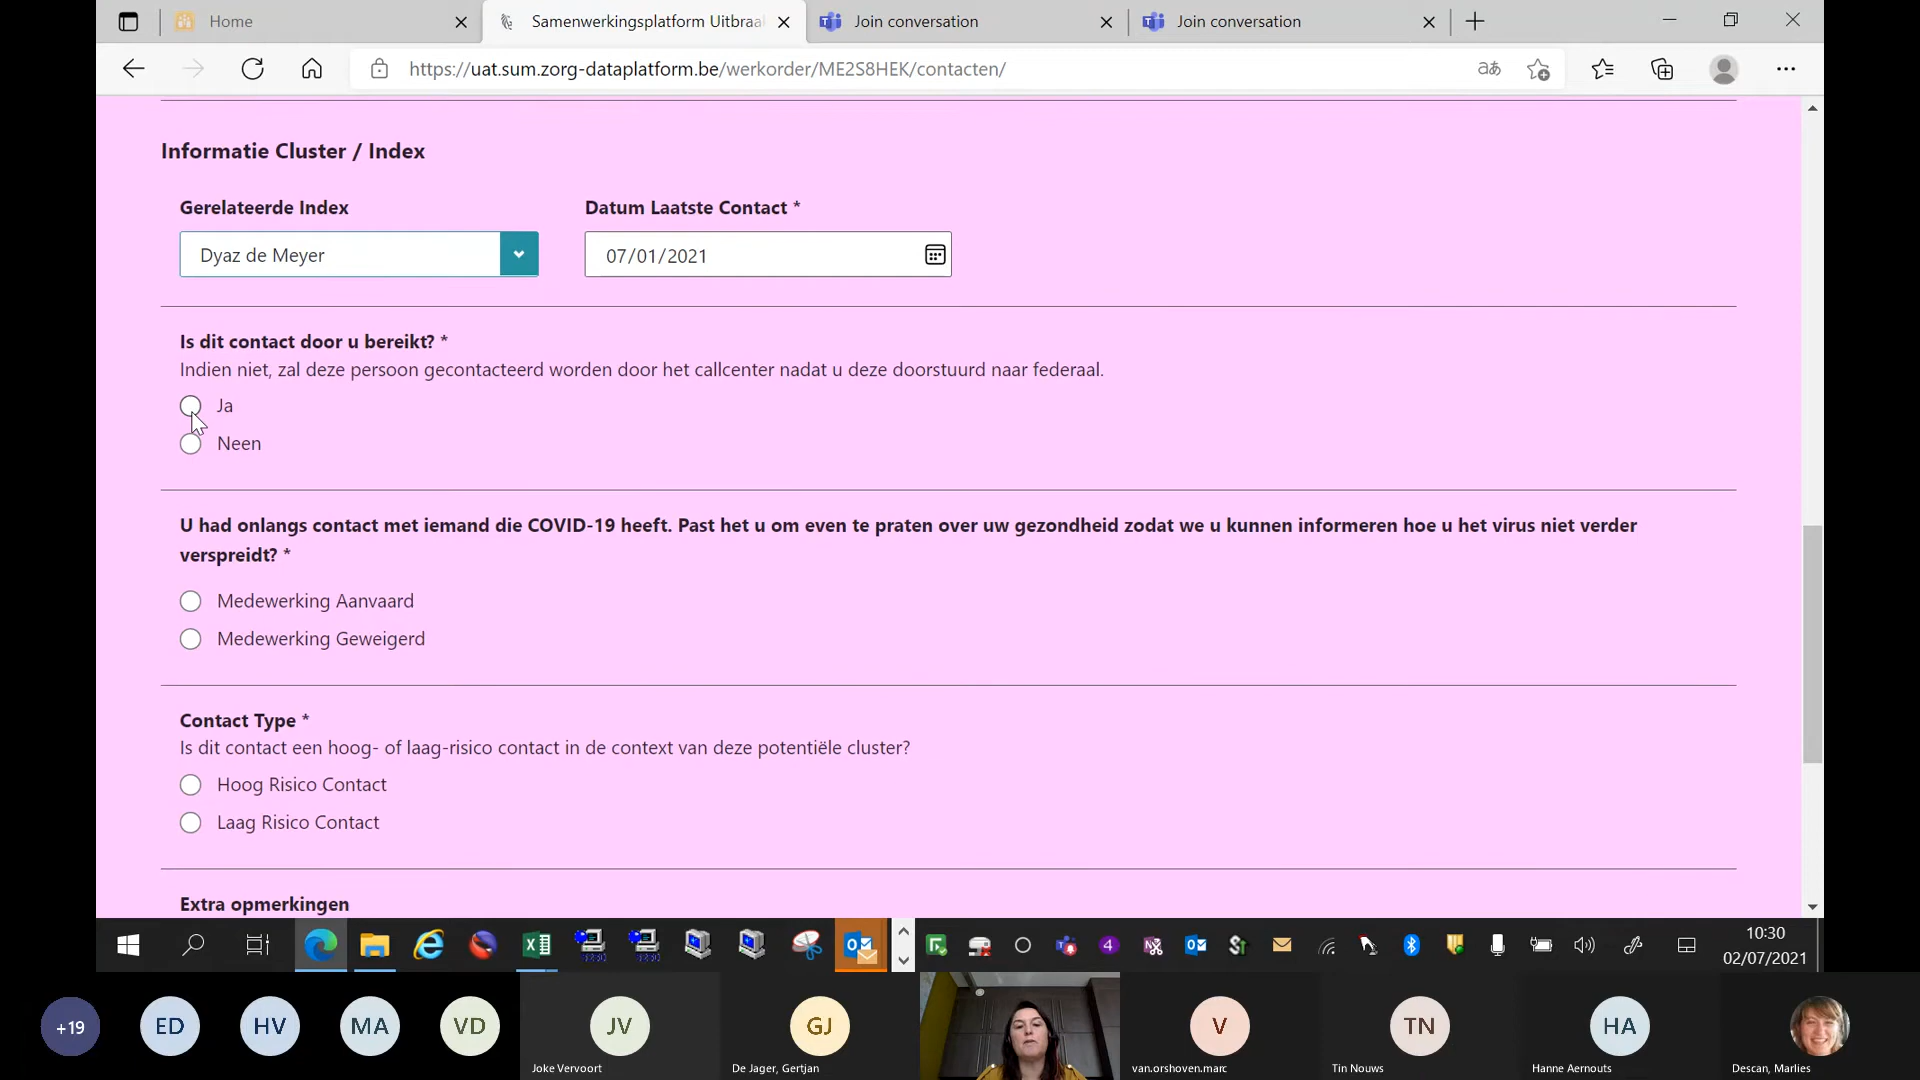 Home
Samenwerkingsplatform Uitbraa
Join conversation
Join conversation
https://uat.sum.zorg-dataplatform.be/werkorder/ME2S8HEK/contacten/
Informatie Cluster / Index
Gerelateerde Index
Datum Laatste Contact *
Dyaz de Meyer
07/01/2021
Is dit contact door u bereikt? *
Indien niet, zal deze persoon gecontacteerd worden door het callcenter nadat u deze doorstuurd naar federaal.
Ja
Neen
U had onlangs contact met iemand die COVID-19 heeft. Past het u om even te praten over uw gezondheid zodat we u kunnen informeren hoe u het virus niet verder
verspreidt? *
Medewerking Aanvaard
Medewerking Geweigerd
Contact Type *
Is dit contact een hoog- of laag-risico contact in de context van deze potentiële cluster?
Hoog Risico Contact
Laag Risico Contact
Extra opmerkingen
10:30
02/07/2021
+19
ED
HV
MA
VD
JV
GJ
V
TN
HA
Joke Vervoort
De Jager, Gertjan
van.orshoven.marc
Tin Nouws
Hanne Aernouts
Descan, Marlies